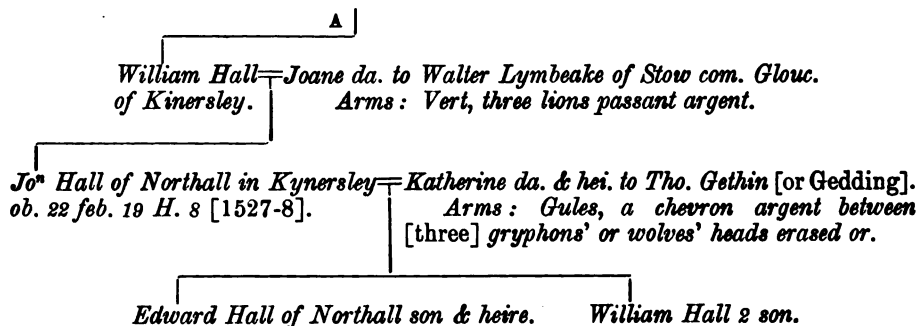 A
William Hall=Joane da. to Walter Lymbeake of Stow com. Glouc.
of Kinersley. Arms: Vert, three lions passant argent.
Joⁿ Hall of Northall in Kynersley=Katherine da. & hei. to Tho. Gethin [or Gedding].
ob. 22 feb. 19 H. 8 [1527-8]. Arms: Gules, a chevron argent between
[three] gryphons' or wolves' heads erased or.
Edward Hall of Northall son & heire. William Hall 2 son.